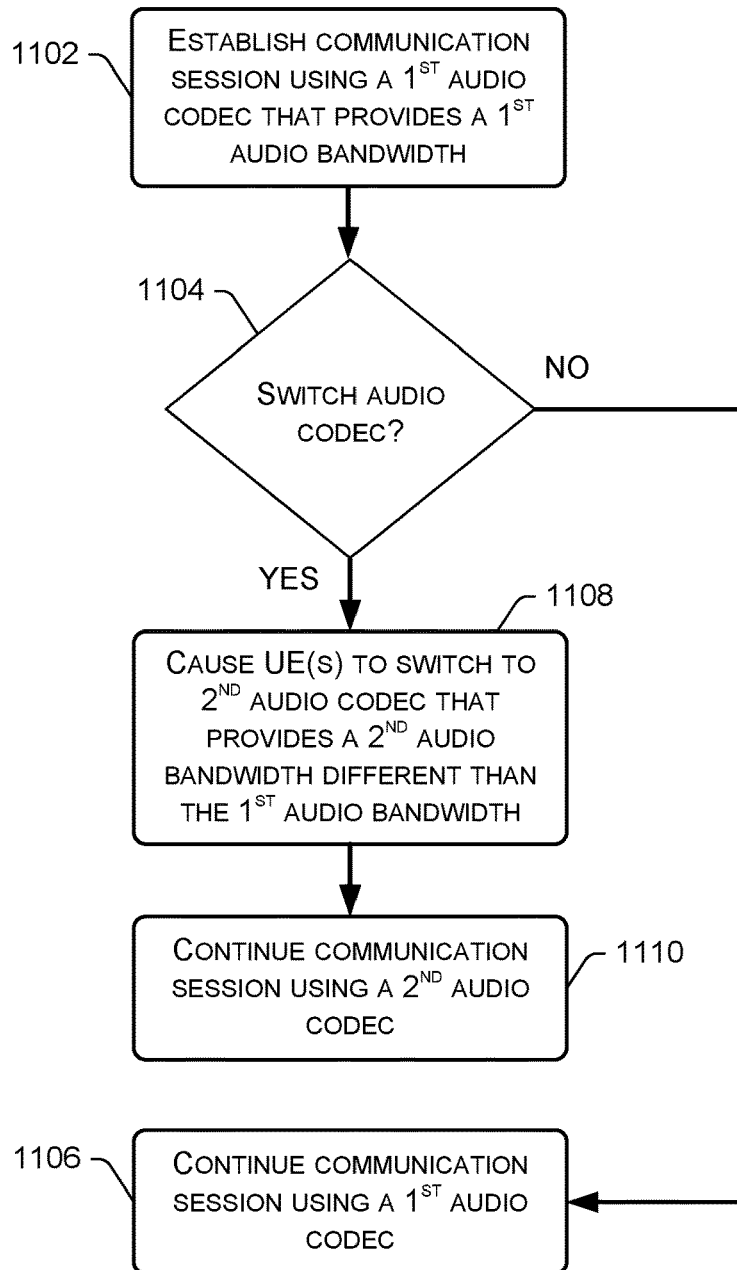 1102
ESTABLISH COMMUNICATION
SESSION USING A 1ST AUDIO
CODEC THAT PROVIDES A 1ST
AUDIO BANDWIDTH
1104
SWITCH AUDIO
CODEC?
NO
YES
1108
CAUSE UE(S) TO SWITCH TO
2ND AUDIO CODEC THAT
PROVIDES A 2ND AUDIO
BANDWIDTH DIFFERENT THAN
THE 1ST AUDIO BANDWIDTH
CONTINUE COMMUNICATION
SESSION USING A 2ND AUDIO
CODEC
1110
1106
CONTINUE COMMUNICATION
SESSION USING A 1ST AUDIO
CODEC